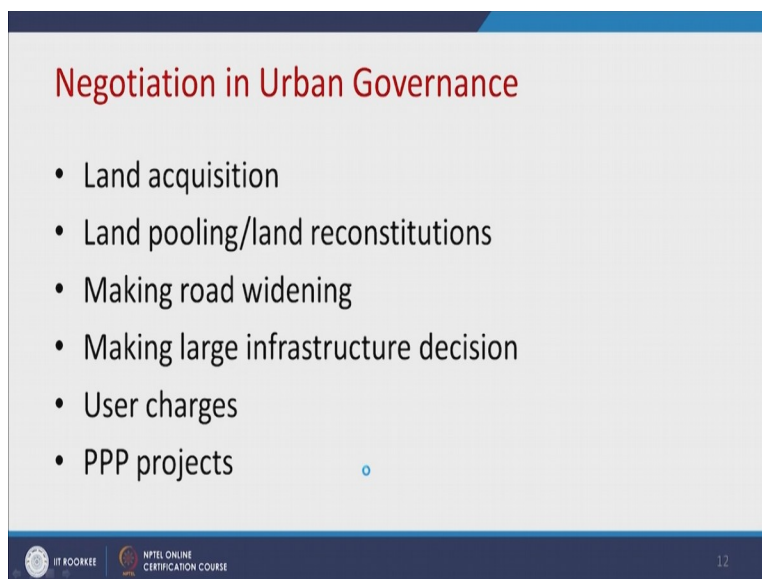 Negotiation in Urban Governance
• Land acquisition
• Land pooling/land reconstitutions
• Making road widening
• Making large infrastructure decision
• User charges
• PPP projects
IIT ROORKEE
NPTEL ONLINE
CERTIFICATION COURSE
12